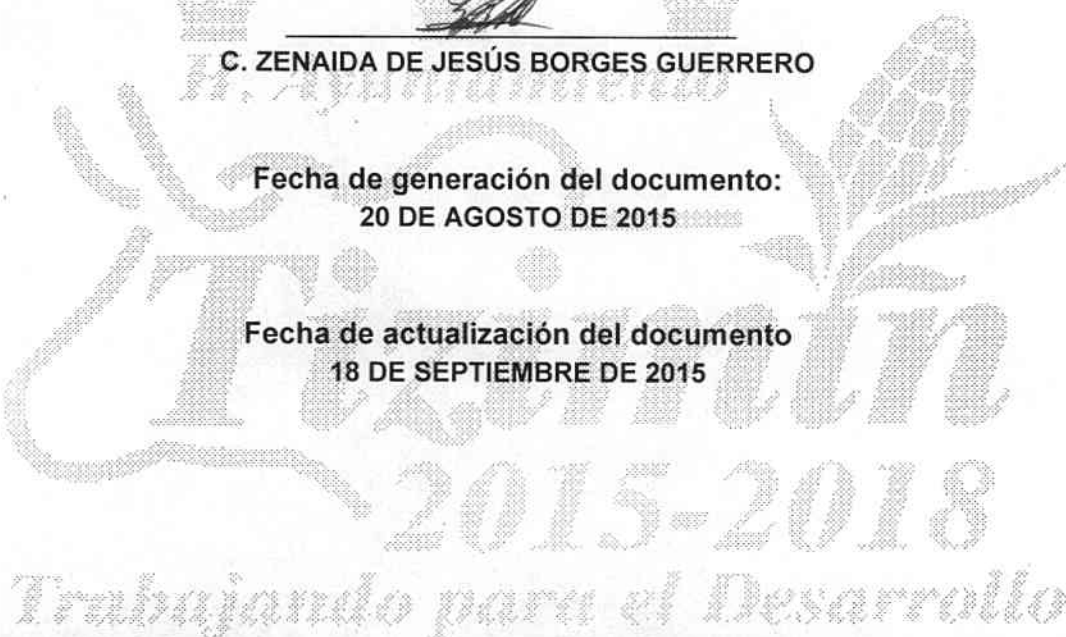 C. ZENAIDA DE JESÚS BORGES GUERRERO
H. Ayuntamiento
Fecha de generación del documento:
20 DE AGOSTO DE 2015
Fecha de actualización del documento
18 DE SEPTIEMBRE DE 2015
Tizimín
2015-2018
Trabajando para el Desarrollo